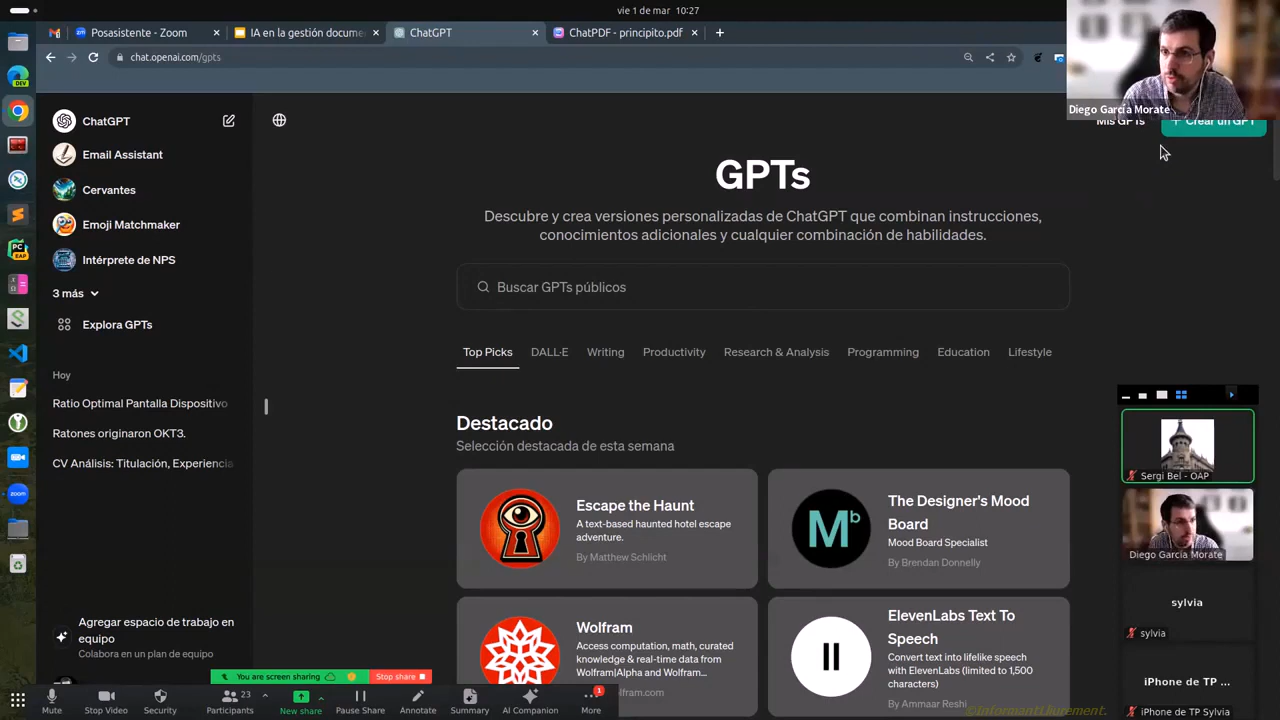 vie 1 de mar 10:27
Posasistente - Zoom
IA en la gestión docume
ChatGPT
ChatPDF - principito.pdf
chat.openai.com/gpts
Diego García Morate
ChatGPT
Email Assistant
Cervantes
Emoji Matchmaker
Intérprete de NPS
3 más
Explora GPTs
Hoy
Ratio Optimal Pantalla Dispositivo
Ratones originaron OKT3.
CV Análisis: Titulación, Experiencia
Agregar espacio de trabajo en
equipo
Colabora en un plan de equipo
Mis GPTs
+ Crear un GPT
GPTs
Descubre y crea versiones personalizadas de ChatGPT que combinan instrucciones,
conocimientos adicionales y cualquier combinación de habilidades.
Buscar GPTs públicos
Top Picks DALL·E Writing Productivity Research & Analysis Programming Education Lifestyle
Destacado
Selección destacada de esta semana
Escape the Haunt
A text-based haunted hotel escape
adventure.
By Matthew Schlicht
The Designer's Mood
Board
Mood Board Specialist
By Brendan Donnelly
Wolfram
Access computation, math, curated
knowledge & real-time data from
Wolfram|Alpha and Wolfram...
olfram.com
ElevenLabs Text To
Speech
Convert text into lifelike speech
with ElevenLabs (limited to 1,500
characters)
By Ammaar Reshi
DEV
PC
EAP
Mb
zoom
Sergi Bel - OAP
Diego García Morate
sylvia
sylvia
iPhone de TP ...
iPhone de TP Sylvia
You are screen sharing
Stop share
Mute
Stop Video
Security
23
Participants
New share
Pause Share
Annotate
Summary
AI Companion
1
More